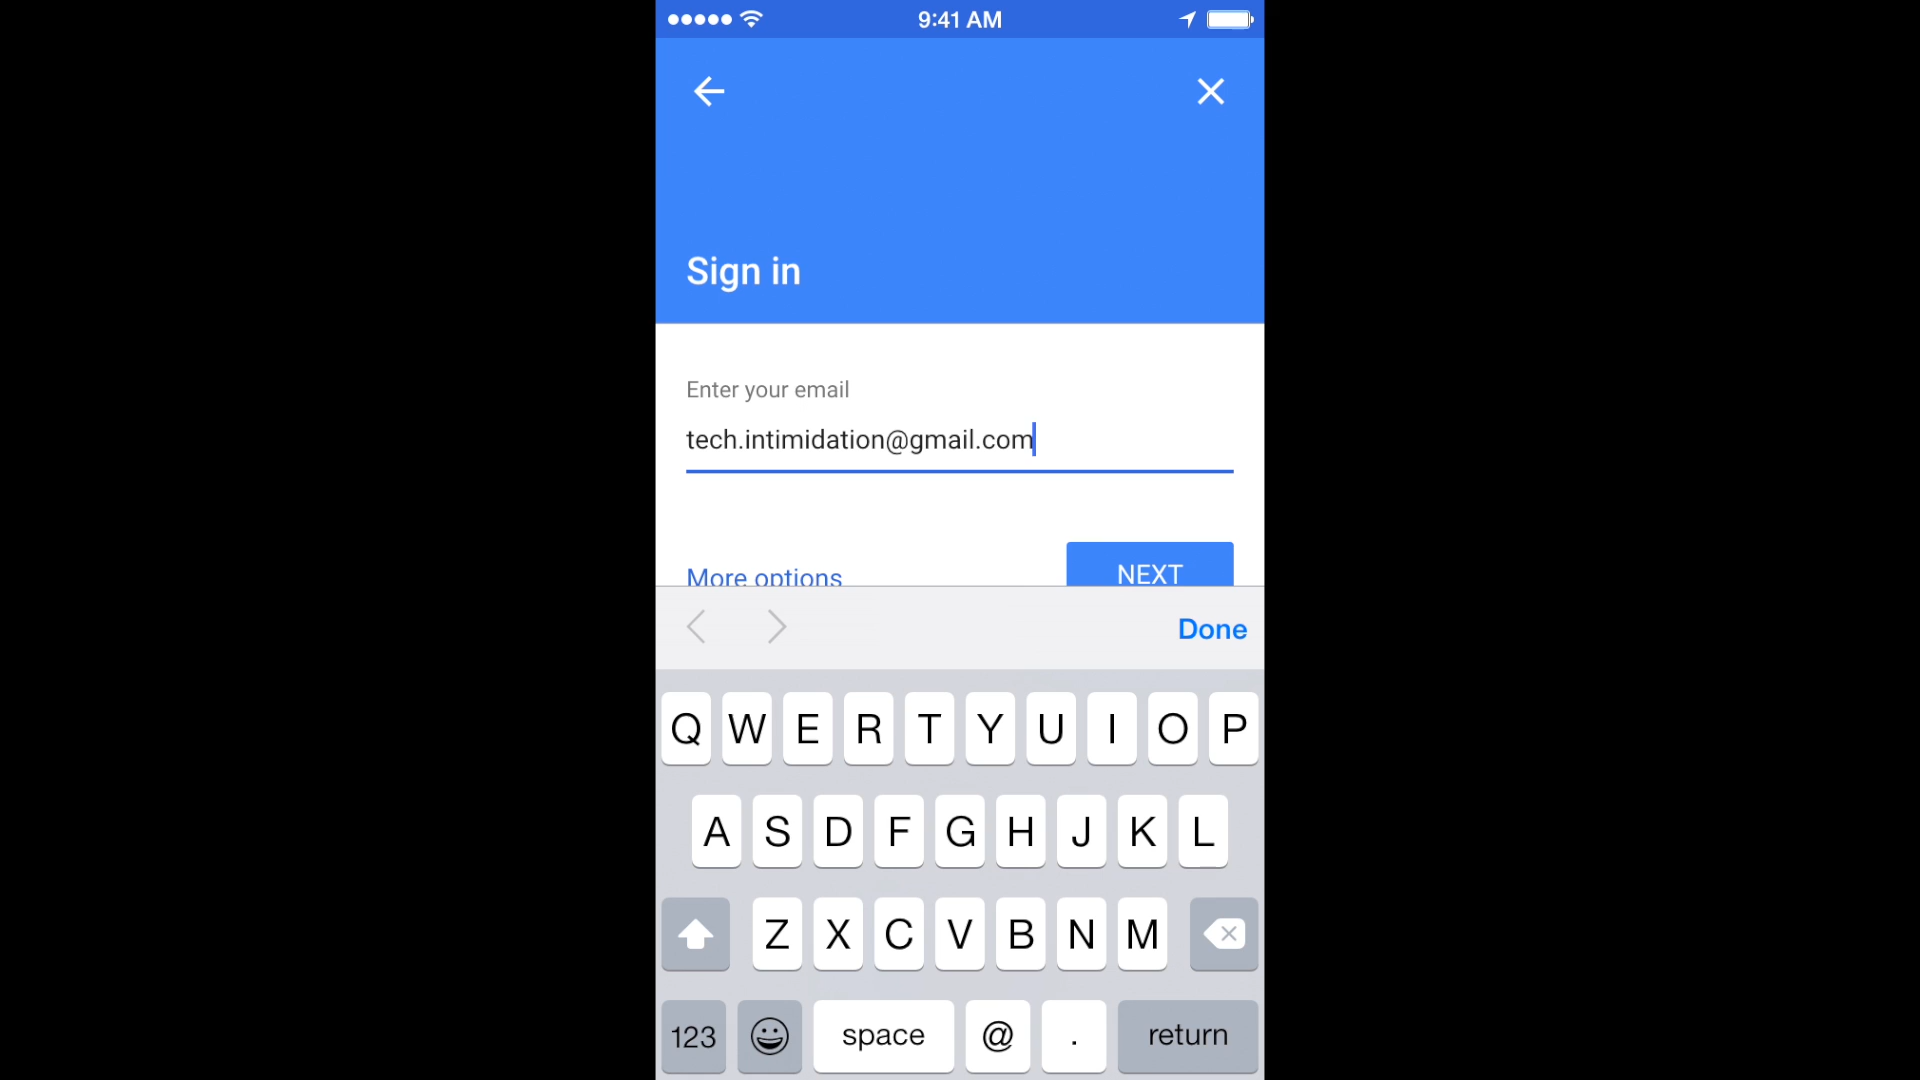 9:41 AM
Sign in
Enter your email
tech.intimidation@gmail.com
More options NEXT
Done
Q W E R T Y U I O P
A S D F G H J K L
Z X C V B N M
123 space @ . return